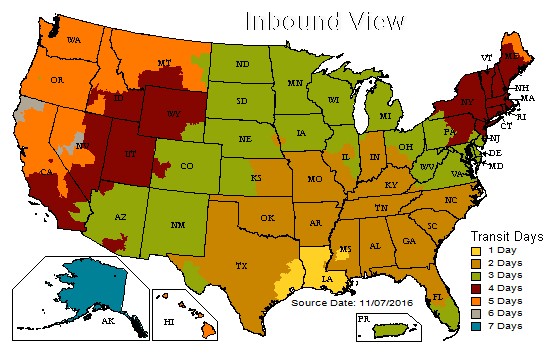 Inbound View
WA
OR
CA
NV
ID
MT
WY
UT
CO
AZ
NM
ND
SD
NE
KS
OK
TX
MN
IA
MO
AR
LA
WI
IL
MI
IN
OH
KY
TN
MS
AL
GA
FL
SC
NC
VA
WV
PA
NY
VT
ME
NH
MA
RI
CT
NJ
DE
MD
AK
HI
PR
Source Date: 11/07/2016
Transit Days
1 Day
2 Days
3 Days
4 Days
5 Days
6 Days
7 Days